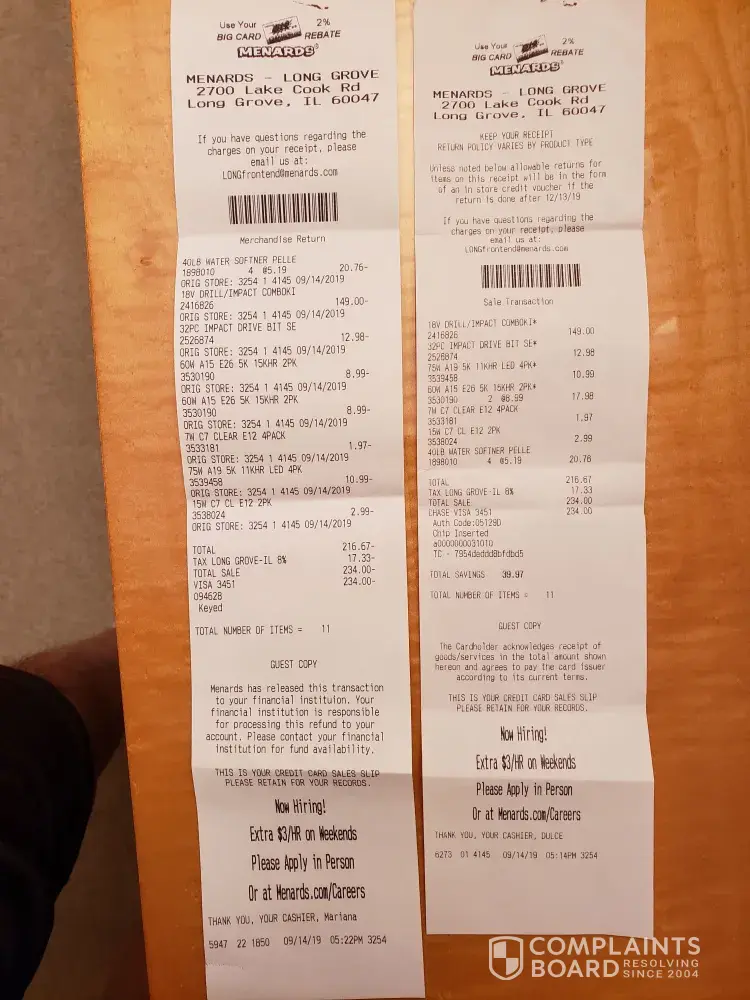 Use Your 2%
BIG CARD REBATE
MENARDS®
MENARDS - LONG GROVE
2700 Lake Cook Rd
Long Grove, IL 60047
If you have questions regarding the
charges on your receipt, please
email us at:
LONGfrontend@menards.com
Merchandise Return
40LB WATER SOFTNER PELLE
1898010 4 @5.19 20.76-
ORIG STORE: 3254 1 4145 09/14/2019
18V DRILL/IMPACT COMBOKI
2416826 149.00-
ORIG STORE: 3254 1 4145 09/14/2019
32PC IMPACT DRIVE BIT SE
2526874 12.98-
ORIG STORE: 3254 1 4145 09/14/2019
60W A15 E26 5K 15KHR 2PK
3530190 8.99-
ORIG STORE: 3254 1 4145 09/14/2019
60W A15 E26 5K 15KHR 2PK
3530190 8.99-
ORIG STORE: 3254 1 4145 09/14/2019
7W C7 CLEAR E12 4PACK
3533181 1.97-
ORIG STORE: 3254 1 4145 09/14/2019
75W A19 5K 11KHR LED 4PK
3539458 10.99-
ORIG STORE: 3254 1 4145 09/14/2019
15W C7 CL E12 2PK
3538024 2.99-
ORIG STORE: 3254 1 4145 09/14/2019
TOTAL 216.67-
TAX LONG GROVE-IL 8% 17.33-
TOTAL SALE 234.00-
VISA 3451 234.00-
094628
Keyed
TOTAL NUMBER OF ITEMS = 11
GUEST COPY
Menards has released this transaction
to your financial instituion. Your
financial institution is responsible
for processing this refund to your
account. Please contact your financial
institution for fund availability.
THIS IS YOUR CREDIT CARD SALES SLIP
PLEASE RETAIN FOR YOUR RECORDS.
Now Hiring!
Extra $3/HR on Weekends
Please Apply in Person
Or at Menards.com/Careers
THANK YOU, YOUR CASHIER, Mariana
5947 22 1850 09/14/19 05:22PM 3254
Use Your 2%
BIG CARD REBATE
MENARDS®
MENARDS - LONG GROVE
2700 Lake Cook Rd
Long Grove, IL 60047
KEEP YOUR RECEIPT
RETURN POLICY VARIES BY PRODUCT TYPE
Unless noted below allowable returns for
items on this receipt will be in the form
of an in store credit voucher if the
return is done after 12/13/19
If you have questions regarding the
charges on your receipt, please
email us at:
LONGfrontend@menards.com
Sale Transaction
18V DRILL/IMPACT COMBOKI*
2416826 149.00
32PC IMPACT DRIVE BIT SE*
2526874 12.98
75W A19 5K 11KHR LED 4PK*
3539458 10.99
60W A15 E26 5K 15KHR 2PK*
3530190 2 @8.99 17.98
7W C7 CLEAR E12 4PACK
3533181 1.97
15W C7 CL E12 2PK
3538024 2.99
40LB WATER SOFTNER PELLE
1898010 4 @5.19 20.76
TOTAL 216.67
TAX LONG GROVE-IL 8% 17.33
TOTAL SALE 234.00
CHASE VISA 3451 234.00
Auth Code:05129D
Chip Inserted
a0000000031010
TC - 7954deddd8bfdbd5
TOTAL SAVINGS 39.97
TOTAL NUMBER OF ITEMS = 11
GUEST COPY
The Cardholder acknowledges receipt of
goods/services in the total amount shown
hereon and agrees to pay the card issuer
according to its current terms.
THIS IS YOUR CREDIT CARD SALES SLIP
PLEASE RETAIN FOR YOUR RECORDS.
Now Hiring!
Extra $3/HR on Weekends
Please Apply in Person
Or at Menards.com/Careers
THANK YOU, YOUR CASHIER, DULCE
6273 01 4145 09/14/19 05:14PM 3254
COMPLAINTS
BOARD RESOLVING
SINCE 2004